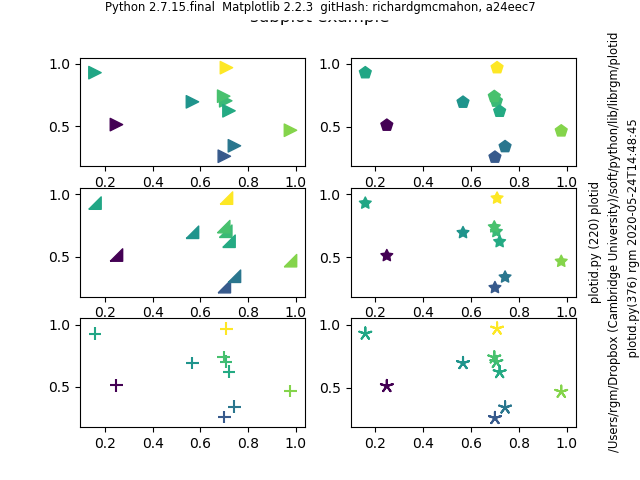 Python 2.7.15.final  Matplotlib 2.2.3  gitHash: richardgmcmahon, a24eec7
subplot example
1.0
0.5
0.2 0.4 0.6 0.8 1.0
1.0
0.5
0.2 0.4 0.6 0.8 1.0
1.0
0.5
0.2 0.4 0.6 0.8 1.0
1.0
0.5
0.2 0.4 0.6 0.8 1.0
1.0
0.5
0.2 0.4 0.6 0.8 1.0
1.0
0.5
0.2 0.4 0.6 0.8 1.0
plotid.py (220) plotid
/Users/rgm/Dropbox (Cambridge University)/soft/python/lib/librgm/plotid
plotid.py(376) rgm 2020-05-24T14:48:45